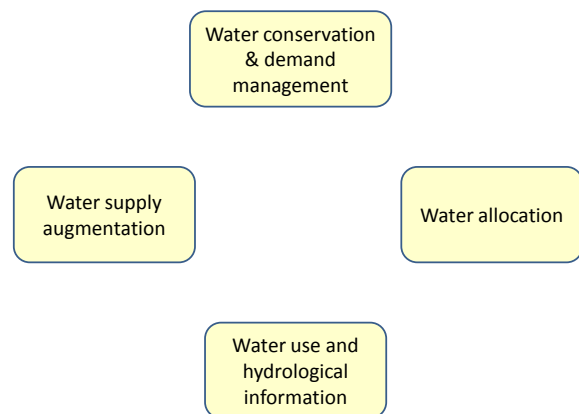 Water conservation
& demand
management
Water supply
augmentation
Water allocation
Water use and
hydrological
information